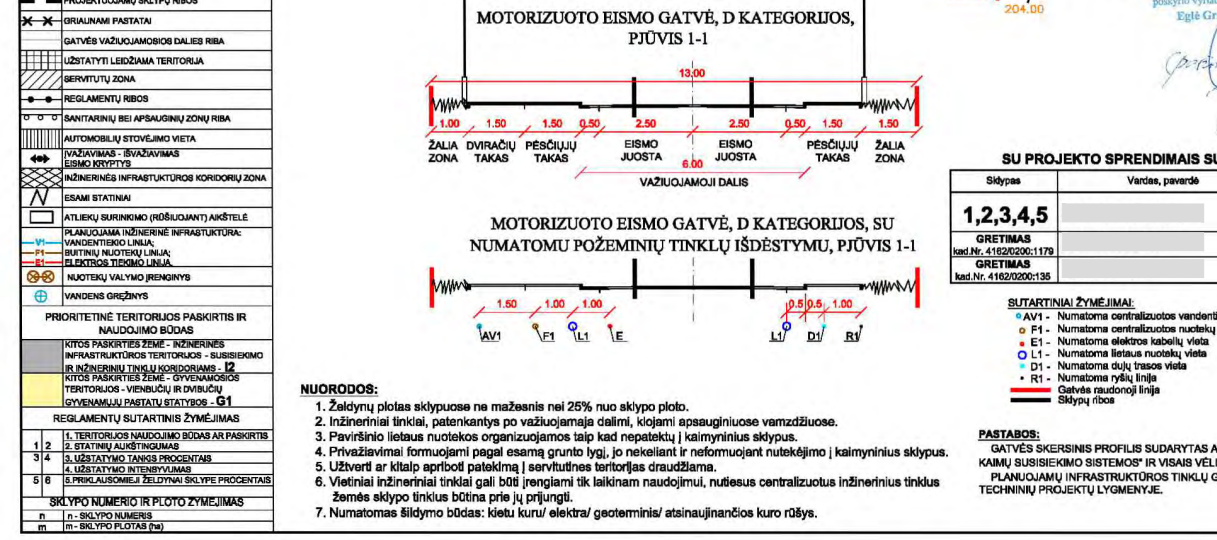 PROJEKTUOJAMŲ SKLYPŲ RIBOS
GRIAUNAMI PASTATAI
GATVĖS VAŽIUOJAMOSIOS DALIES RIBA
UŽSTATYTI LEIDŽIAMA TERITORIJA
SERVITUTŲ ZONA
REGLAMENTŲ RIBOS
SANITARINIŲ BEI APSAUGINIŲ ZONŲ RIBA
AUTOMOBILIŲ STOVĖJIMO VIETA
ĮVAŽIAVIMAS - IŠVAŽIAVIMAS
EISMO KRYPTYS
INŽINERINĖS INFRASTUKTŪROS KORIDORIŲ ZONA
ESAMI STATINIAI
ATLIEKŲ SURINKIMO (RŪŠIUOJANT) AIKŠTELĖ
PLANUOJAMA INŽINERINĖ INFRASTUKTŪRA:
V1 VANDENTIEKIO LINIJA;
F1 BUITINIŲ NUOTEKŲ LINIJA;
E1 ELEKTROS TIEKIMO LINIJA.
NUOTEKŲ VALYMO ĮRENGINYS
VANDENS GRĘŽINYS
PRIORITETINĖ TERITORIJOS PASKIRTIS IR
NAUDOJIMO BŪDAS
KITOS PASKIRTIES ŽEMĖ - INŽINERINĖS
INFRASTRUKTŪROS TERITORIJOS - SUSISIEKIMO
IR INŽINERINIŲ TINKLŲ KORIDORIAMS - I2
KITOS PASKIRTIES ŽEMĖ - GYVENAMOSIOS
TERITORIJOS - VIENBUČIŲ IR DVIBUČIŲ
GYVENAMŲJŲ PASTATŲ STATYBOS - G1
REGLAMENTŲ SUTARTINIS ŽYMĖJIMAS
1 2
3 4
5 6
1. TERITORIJOS NAUDOJIMO BŪDAS AR PASKIRTIS
2. STATINIŲ AUKŠTINGUMAS
3. UŽSTATYMO TANKIS PROCENTAIS
4. UŽSTATYMO INTENSYVUMAS
5.PRIKLAUSOMIEJI ŽELDYNAI SKLYPE PROCENTAIS
SKLYPO NUMERIO IR PLOTO ŽYMĖJIMAS
n n - SKLYPO NUMERIS
m m - SKLYPO PLOTAS (ha)
MOTORIZUOTO EISMO GATVĖ, D KATEGORIJOS,
PJŪVIS 1-1
13.00
1.00 1.50 1.50 0.50 2.50 2.50 0.50 1.50 1.50
ŽALIA ZONA
DVIRAČIŲ TAKAS
PĖSČIŲJŲ TAKAS
EISMO JUOSTA
EISMO JUOSTA
PĖSČIŲJŲ TAKAS
ŽALIA ZONA
6.00
VAŽIUOJAMOJI DALIS
MOTORIZUOTO EISMO GATVĖ, D KATEGORIJOS, SU
NUMATOMU POŽEMINIŲ TINKLŲ IŠDĖSTYMU, PJŪVIS 1-1
1.50 1.00 1.00 0.5 0.5 1.00
AV1 F1 L1 E L1 D1 R1
NUORODOS:
1. Želdynų plotas sklypuose ne mažesnis nei 25% nuo sklypo ploto.
2. Inžineriniai tinklai, patenkantys po važiuojamaja dalimi, klojami apsauginiuose vamzdžiuose.
3. Paviršinio lietaus nuotekos organizuojamos taip kad nepatektų į kaimyninius sklypus.
4. Privažiavimai formuojami pagal esamą grunto lygį, jo nekeliant ir neformuojant nutekėjimo į kaimyninius sklypus.
5. Užtverti ar kitaip apriboti patekimą į servitutines teritorijas draudžiama.
6. Vietiniai inžineriniai tinklai gali būti įrengiami tik laikinam naudojimui, nutiesus centralizuotus inžinerinius tinklus
žemės sklypo tinklus būtina prie jų prijungti.
7. Numatomas šildymo būdas: kietu kuru/ elektra/ geoterminis/ atsinaujinančios kuro rūšys.
204.00
Eglė Gr
SU PROJEKTO SPRENDIMAIS SU
Sklypas Vardas, pavardė
1,2,3,4,5
GRETIMAS
kad.Nr. 4162/0200:1179
GRETIMAS
kad.Nr. 4162/0200:135
SUTARTINIAI ŽYMĖJIMAI:
AV1 - Numatoma centralizuotos vandenti
F1 - Numatoma centralizuotos nuotekų
E1 - Numatoma elektros kabelių vieta
L1 - Numatoma lietaus nuotekų vieta
D1 - Numatoma dujų trasos vieta
R1 - Numatoma ryšių linija
Gatvės raudonoji linija
Sklypų ribos
PASTABOS:
GATVĖS SKERSINIS PROFILIS SUDARYTAS A
KAIMŲ SUSISIEKIMO SISTEMOS" IR VISAIS VĖLI
PLANUOJAMŲ INFRASTRUKTŪROS TINKLŲ G
TECHNINIŲ PROJEKTŲ LYGMENYJE.